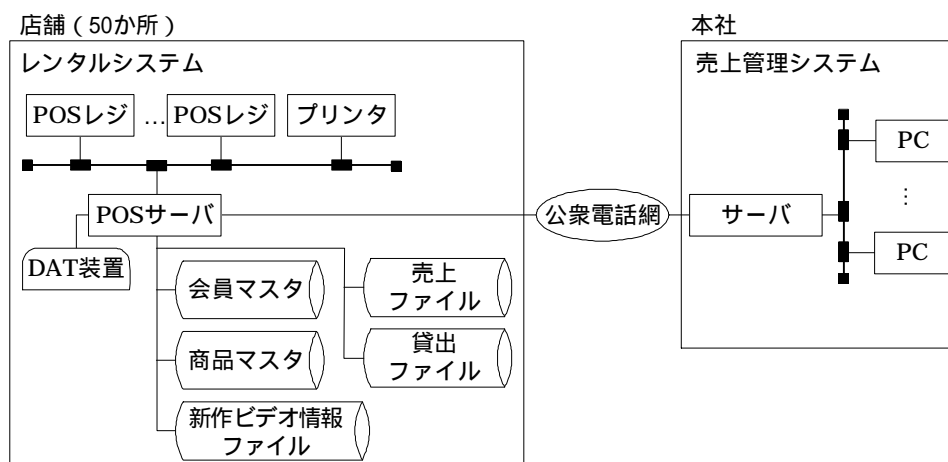 店舗(50か所)
本社
レンタルシステム
売上管理システム
POSレジ
…
POSレジ
プリンタ
PC
⋮
PC
POSサーバ
公衆電話網
サーバ
DAT装置
会員マスタ
売上
ファイル
商品マスタ
貸出
ファイル
新作ビデオ情報
ファイル